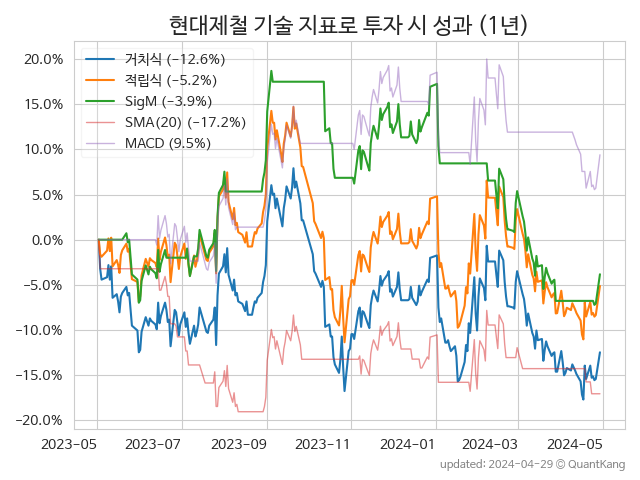 현대제철 기술 지표로 투자 시 성과 (1년)
20.0%
15.0%
10.0%
5.0%
0.0%
−5.0%
−10.0%
−15.0%
−20.0%
거치식 (−12.6%)
적립식 (−5.2%)
SigM (−3.9%)
SMA(20) (−17.2%)
MACD (9.5%)
2023-05 2023-07 2023-09 2023-11 2024-01 2024-03 2024-05
updated: 2024-04-29 ⓒ QuantKang